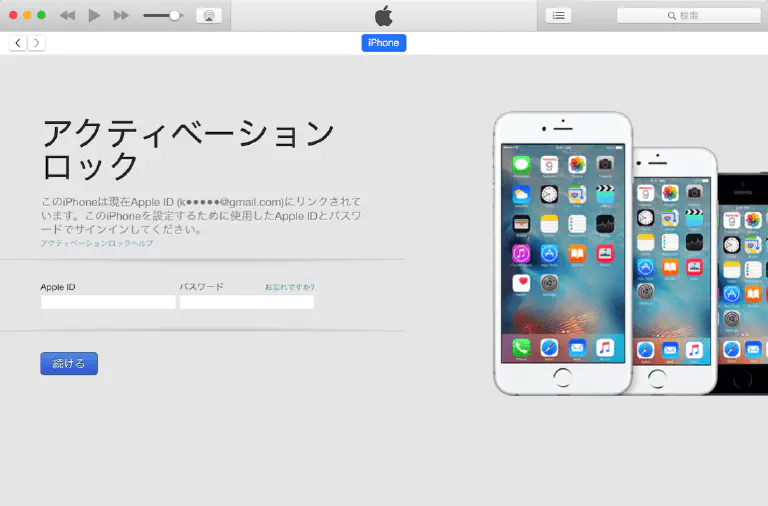 検索
iPhone
アクティベーション
ロック
このiPhoneは現在Apple ID (k●●●●●@gmail.com)にリンクされて
います。このiPhoneを設定するために使用したApple IDとパスワ
ードでサインインしてください。
アクティベーションロックヘルプ
Apple ID
パスワード
お忘れですか?
続ける